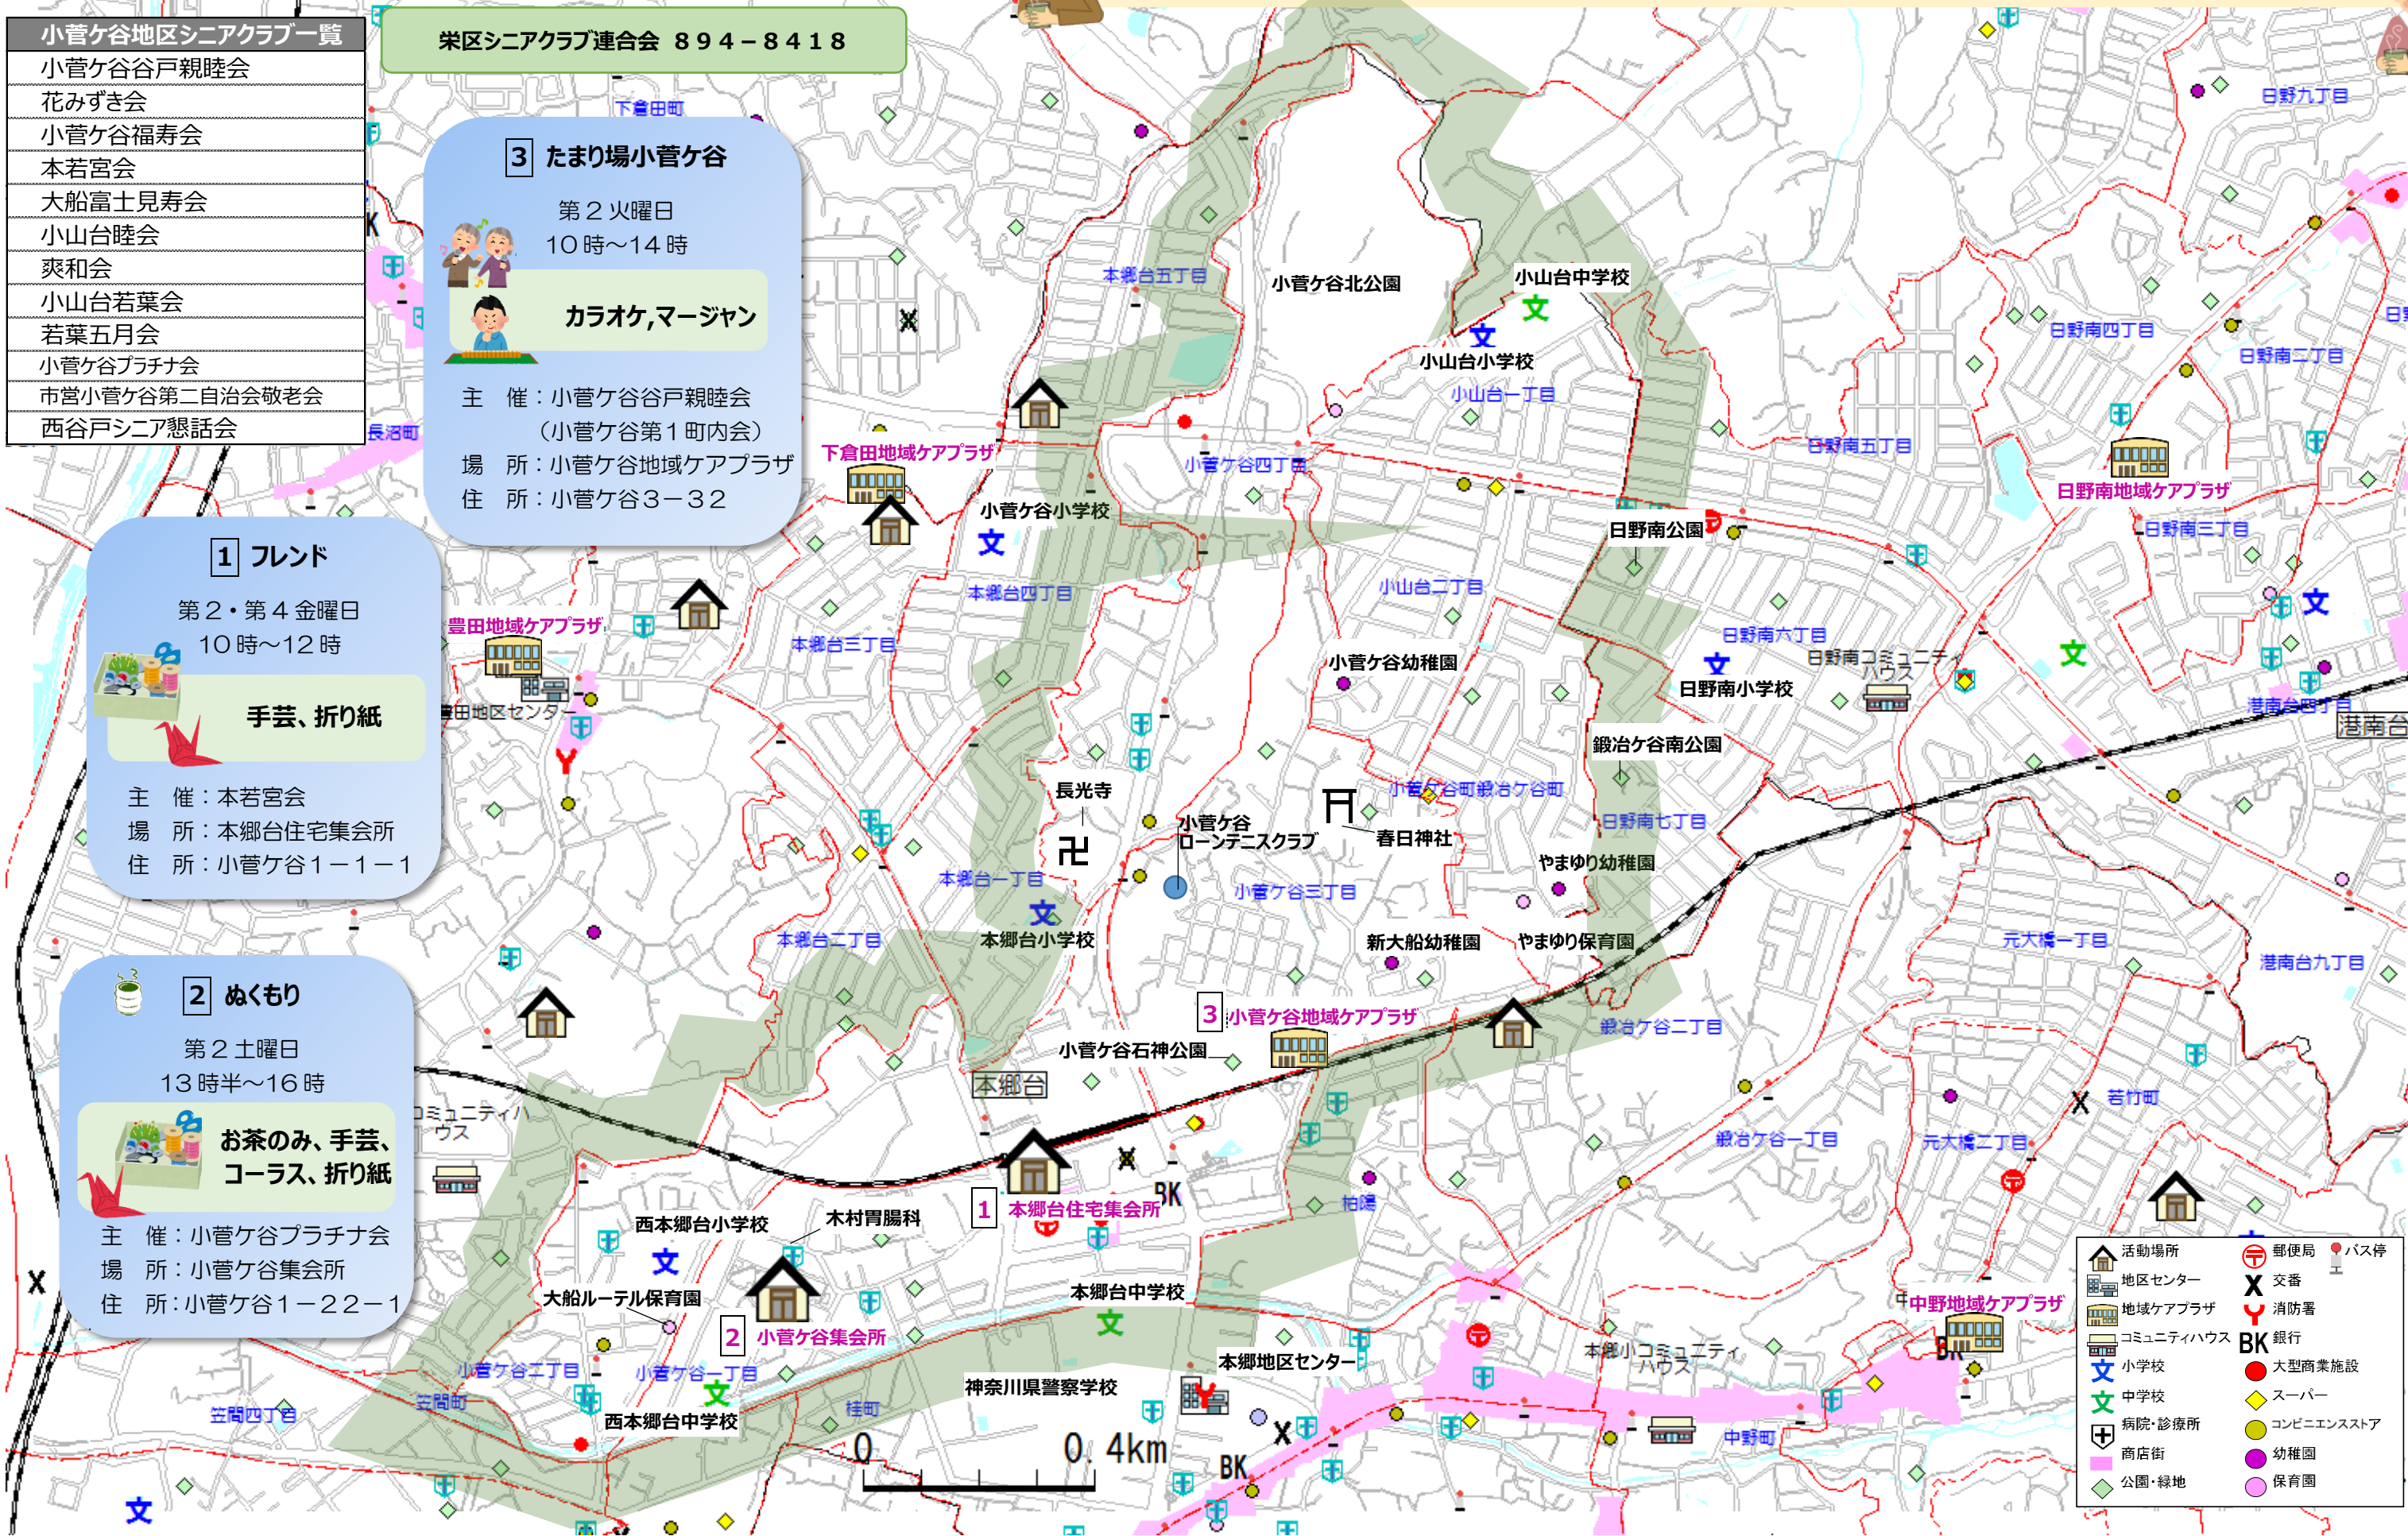 小菅ケ谷地区シニアクラブ一覧
小菅ケ谷谷戸親睦会
花みずき会
小菅ケ谷福寿会
本若宮会
大船富士見寿会
小山台睦会
爽和会
小山台若葉会
若葉五月会
小菅ケ谷プラチナ会
市営小菅ケ谷第二自治会敬老会
西谷戸シニア懇話会
栄区シニアクラブ連合会 894-8418
3 たまり場小菅ケ谷
第2火曜日
10時～14時
カラオケ,マージャン
主 催：小菅ケ谷谷戸親睦会
（小菅ケ谷第1町内会）
場 所：小菅ケ谷地域ケアプラザ
住 所：小菅ケ谷3－32
1 フレンド
第2・第4金曜日
10時～12時
手芸、折り紙
主 催：本若宮会
場 所：本郷台住宅集会所
住 所：小菅ケ谷1－1－1
2 ぬくもり
第2土曜日
13時半～16時
お茶のみ、手芸、
コーラス、折り紙
主 催：小菅ケ谷プラチナ会
場 所：小菅ケ谷集会所
住 所：小菅ケ谷1－22－1
下倉田町
日野九丁目
本郷台五丁目
小菅ケ谷北公園
小山台中学校
小山台小学校
小山台一丁目
日野南四丁目
日野南二丁目
日野南五丁目
長沼町
下倉田地域ケアプラザ
小菅ケ谷四丁目
日野南地域ケアプラザ
小菅ケ谷小学校
日野南公園
日野南三丁目
本郷台四丁目
小山台二丁目
豊田地域ケアプラザ
本郷台三丁目
日野南六丁目
日野南コミュニティ
ハウス
小菅ケ谷幼稚園
日野南小学校
豊田地区センター
港南台四丁目
港南台
鍛冶ケ谷南公園
長光寺
小菅ケ谷町鍛冶ケ谷町
小菅ケ谷
ローンテニスクラブ
春日神社
日野南七丁目
やまゆり幼稚園
本郷台一丁目
小菅ケ谷三丁目
本郷台二丁目
本郷台小学校
新大船幼稚園
やまゆり保育園
元大橋一丁目
港南台九丁目
3 小菅ケ谷地域ケアプラザ
鍛冶ケ谷二丁目
小菅ケ谷石神公園
本郷台
コミュニティハ
ウス
若竹町
鍛冶ケ谷一丁目
元大橋二丁目
BK
1 本郷台住宅集会所
柏陽
西本郷台小学校
木村胃腸科
大船ルーテル保育園
本郷台中学校
2 小菅ケ谷集会所
中野地域ケアプラザ
本郷地区センター
本郷小コミュニティ
ハウス
小菅ケ谷二丁目
小菅ケ谷一丁目
神奈川県警察学校
笠間町
笠間四丁目
西本郷台中学校
桂町
中野町
0 0.4km
BK
活動場所
地区センター
地域ケアプラザ
コミュニティハウス
小学校
中学校
病院・診療所
商店街
公園・緑地
郵便局
バス停
交番
消防署
BK 銀行
大型商業施設
スーパー
コンビニエンスストア
幼稚園
保育園